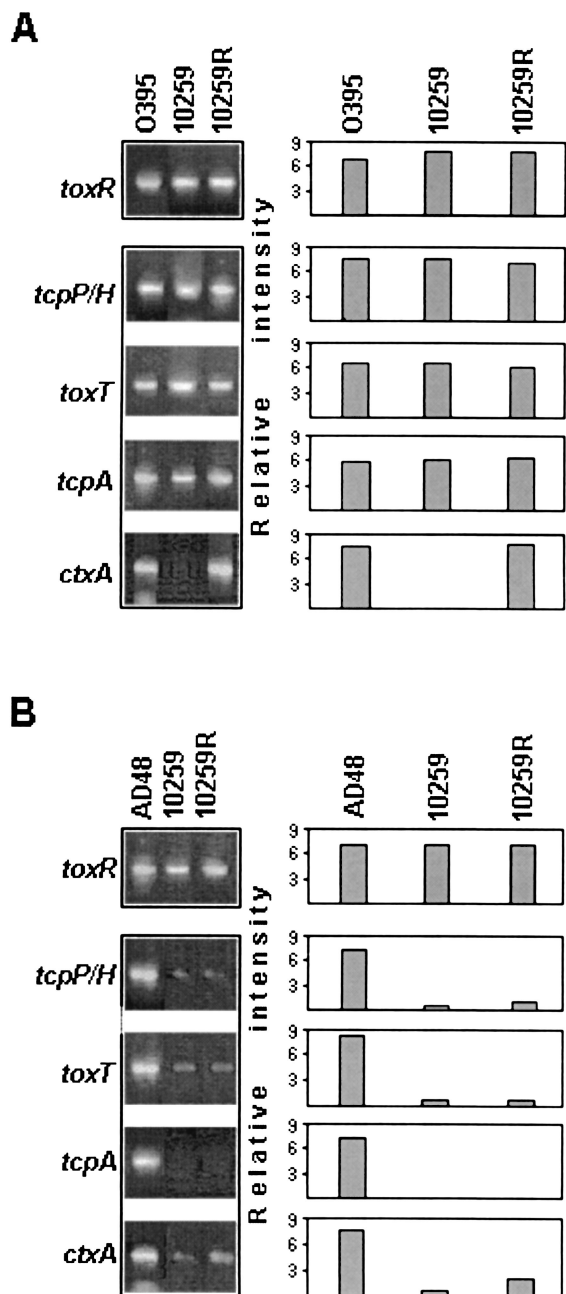 A
O395 10259 10259R O395 10259 10259R
toxR 9 6 3
tcpP/H 9 6 3
toxT 9 6 3
tcpA 9 6 3
ctxA 9 6 3
Relative intensity
B
AD48 10259 10259R AD48 10259 10259R
toxR 9 6 3
tcpP/H 9 6 3
toxT 9 6 3
tcpA 9 6 3
ctxA 9 6 3
Relative intensity